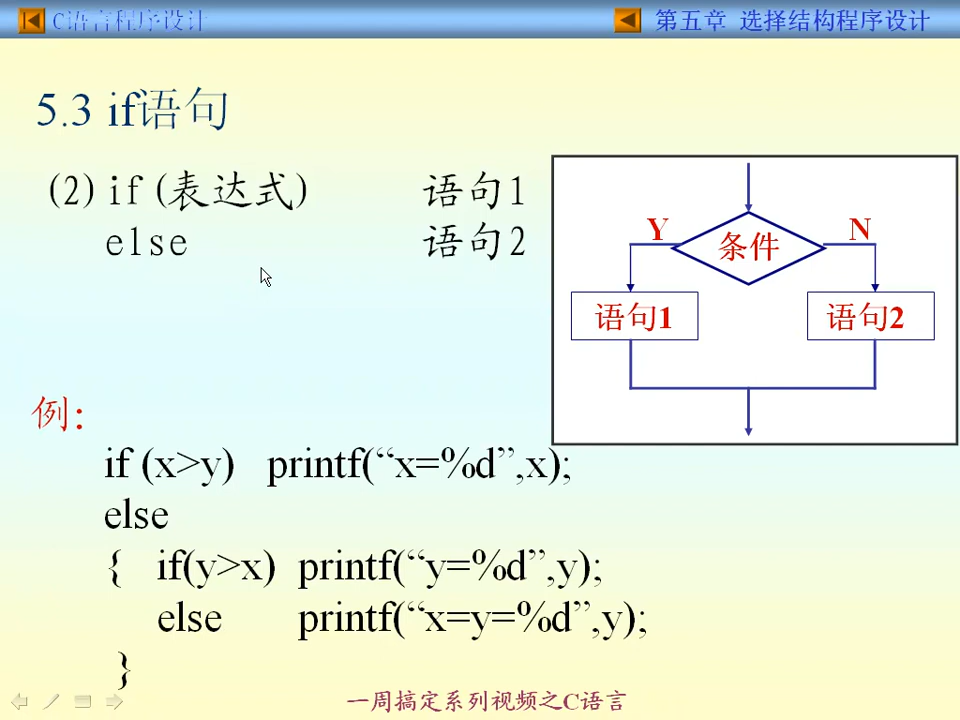 C语言程序设计
第五章 选择结构程序设计
5.3 if语句
(2) if (表达式) 语句1
else 语句2
Y
条件
N
语句1
语句2
例:
if (x>y) printf(“x=%d”,x);
else
{ if(y>x) printf(“y=%d”,y);
else printf(“x=y=%d”,y);
}
一周搞定系列视频之C语言